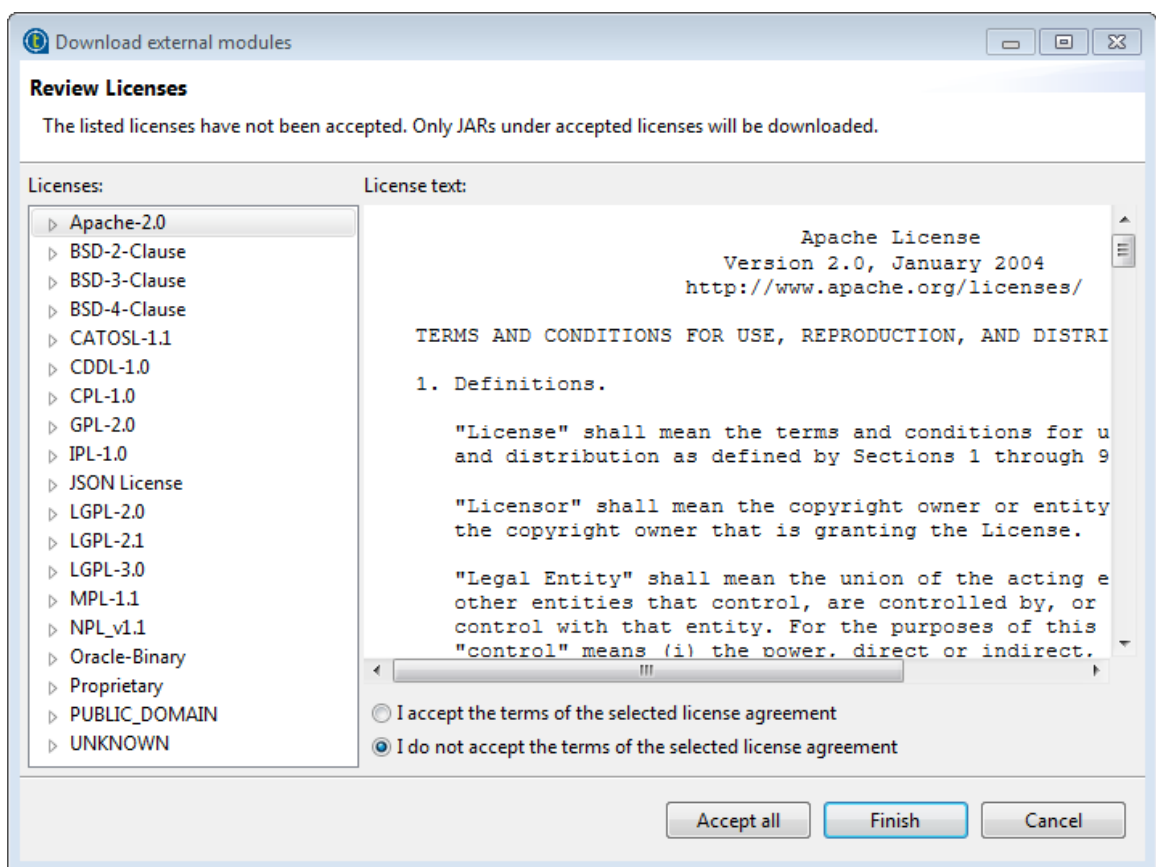 Download external modules
Review Licenses
The listed licenses have not been accepted. Only JARs under accepted licenses will be downloaded.
Licenses:
Apache-2.0
BSD-2-Clause
BSD-3-Clause
BSD-4-Clause
CATOSL-1.1
CDDL-1.0
CPL-1.0
GPL-2.0
IPL-1.0
JSON License
LGPL-2.0
LGPL-2.1
LGPL-3.0
MPL-1.1
NPL_v1.1
Oracle-Binary
Proprietary
PUBLIC_DOMAIN
UNKNOWN
License text:
Apache License
Version 2.0, January 2004
http://www.apache.org/licenses/
TERMS AND CONDITIONS FOR USE, REPRODUCTION, AND DISTRI
1. Definitions.
"License" shall mean the terms and conditions for u
and distribution as defined by Sections 1 through 9
"Licensor" shall mean the copyright owner or entity
the copyright owner that is granting the License.
"Legal Entity" shall mean the union of the acting e
other entities that control, are controlled by, or
control with that entity. For the purposes of this
"control" means (i) the power, direct or indirect,
I accept the terms of the selected license agreement
I do not accept the terms of the selected license agreement
Accept all
Finish
Cancel